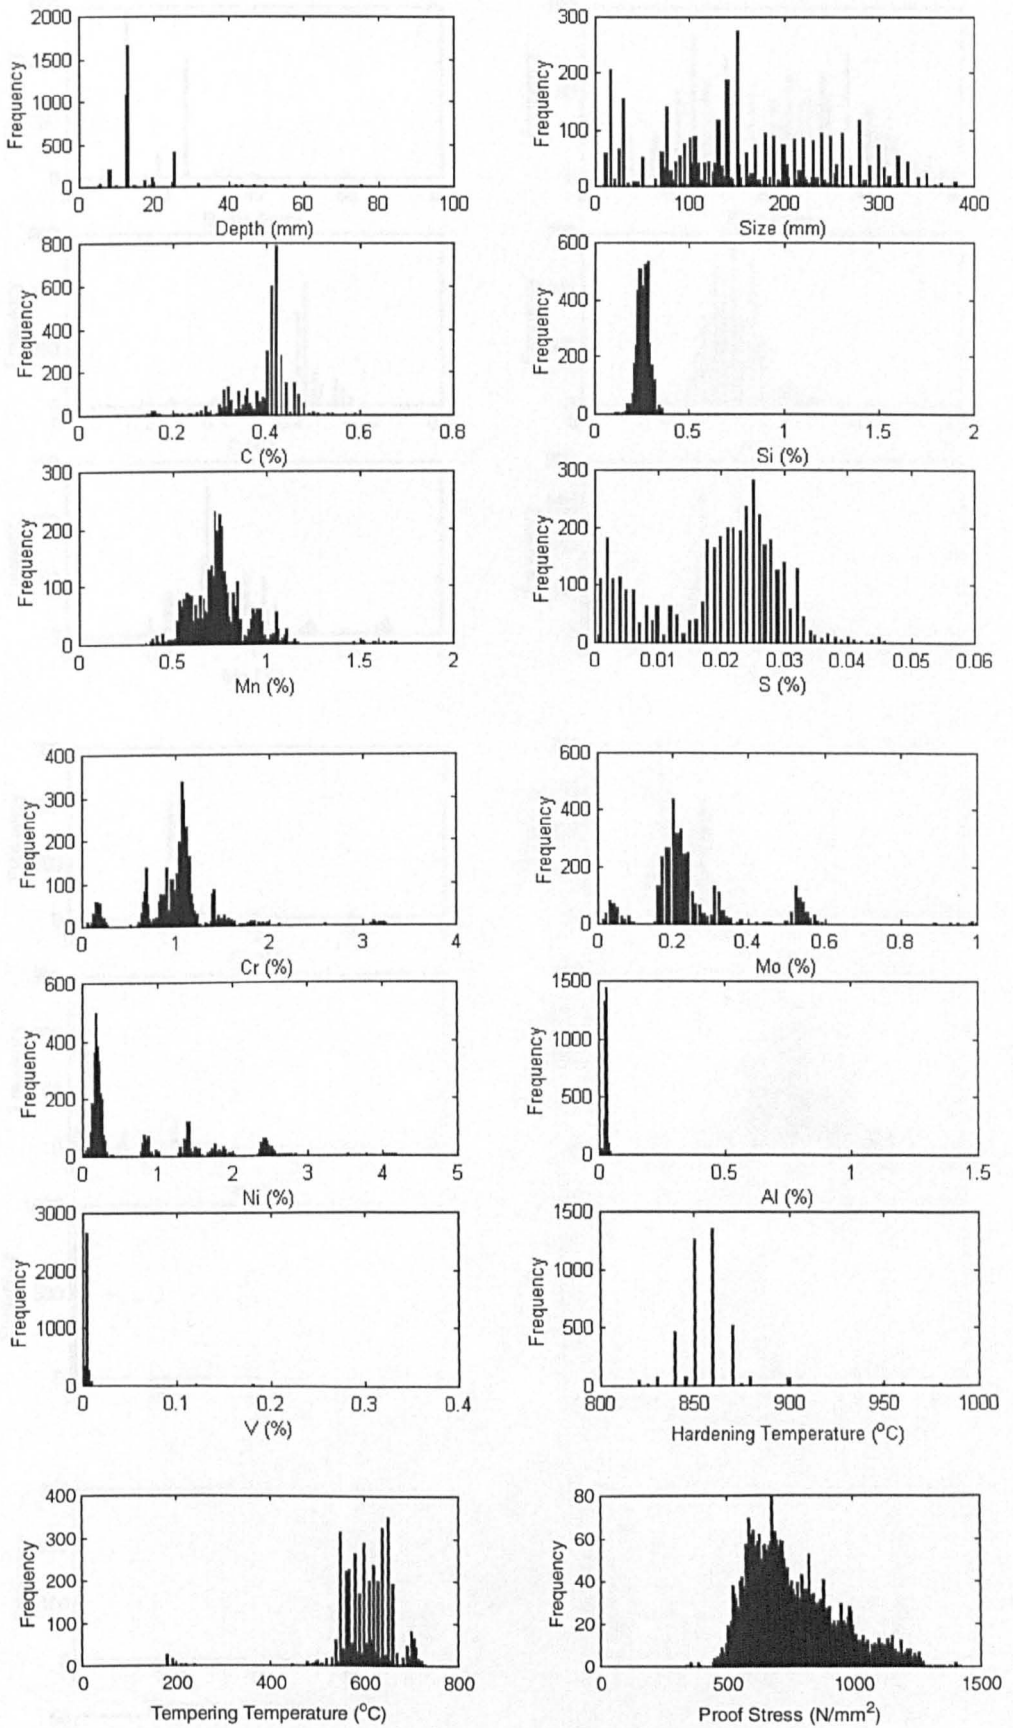 2000 300
1500 200
1000
500 100
0 0
Frequency Frequency
0 20 40 60 80 100 0 100 200 300 400
Depth (mm) Size (mm)
800 600
600 400
400
200 200
0 0
Frequency Frequency
0 0.2 0.4 0.6 0.8 0 0.5 1 1.5 2
C (%) Si (%)
300 300
200 200
100 100
0 0
Frequency Frequency
0 0.5 1 1.5 2 0 0.01 0.02 0.03 0.04 0.05 0.06
Mn (%) S (%)
400 600
300 400
200
100 200
0 0
Frequency Frequency
0 1 2 3 4 0 0.2 0.4 0.6 0.8 1
Cr (%) Mo (%)
600 1500
400 1000
200 500
0 0
Frequency Frequency
0 1 2 3 4 5 0 0.5 1 1.5
Ni (%) Al (%)
3000 1500
2000 1000
1000 500
0 0
Frequency Frequency
0 0.1 0.2 0.3 0.4 800 850 900 950 1000
V (%) Hardening Temperature (°C)
400 80
300 60
200 40
100 20
0 0
Frequency Frequency
0 200 400 600 800 0 500 1000 1500
Tempering Temperature (°C) Proof Stress (N/mm²)